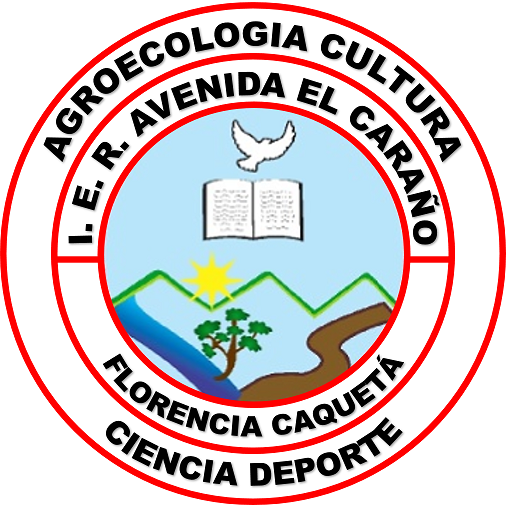 AGROECOLOGIA CULTURA
I. E. R. AVENIDA EL CARAÑO
FLORENCIA CAQUETÁ
CIENCIA DEPORTE